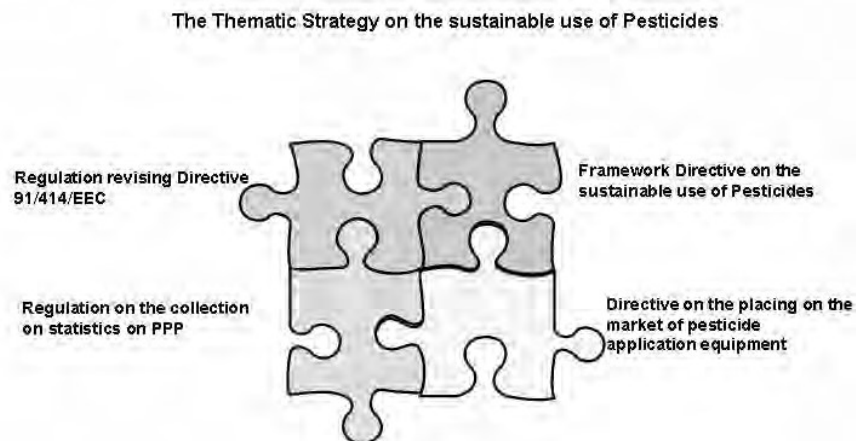 The Thematic Strategy on the sustainable use of Pesticides
Regulation revising Directive
91/414/EEC
Framework Directive on the
sustainable use of Pesticides
Regulation on the collection
on statistics on PPP
Directive on the placing on the
market of pesticide
application equipment